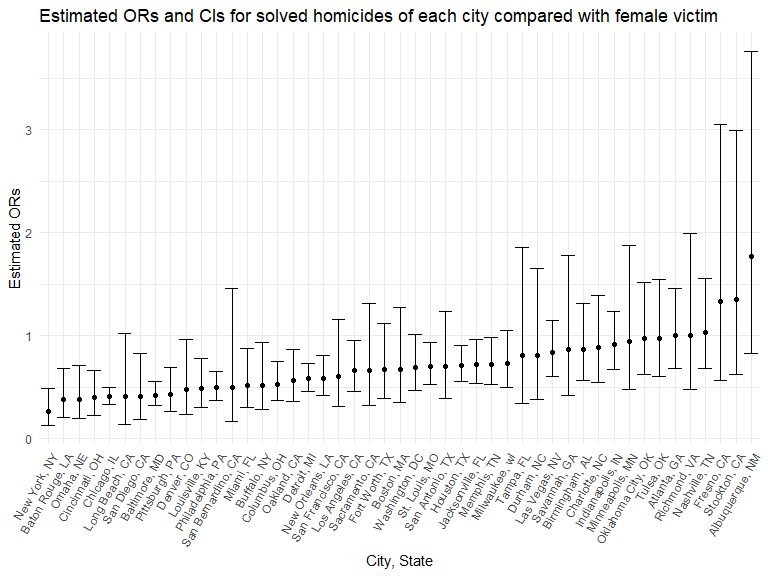 Estimated ORs and CIs for solved homicides of each city compared with female victim
Estimated ORs
3
2
1
0
New York, NY
Baton Rouge, LA
Omaha, NE
Cincinnati, OH
Chicago, IL
Long Beach, CA
San Diego, CA
Baltimore, MD
Pittsburgh, PA
Denver, CO
Louisville, KY
Philadelphia, PA
San Bernardino, CA
Miami, FL
Buffalo, NY
Columbus, OH
Oakland, CA
Detroit, MI
New Orleans, LA
San Francisco, CA
Los Angeles, CA
Sacramento, CA
Fort Worth, TX
Boston, MA
Washington, DC
St. Louis, MO
San Antonio, TX
Houston, TX
Jacksonville, FL
Memphis, TN
Milwaukee, wI
Tampa, FL
Durham, NC
Las Vegas, NV
Savannah, GA
Birmingham, AL
Charlotte, NC
Indianapolis, IN
Minneapolis, MN
Oklahoma City, OK
Tulsa, OK
Atlanta, GA
Richmond, VA
Nashville, TN
Fresno, CA
Stockton, CA
Albuquerque, NM
City, State